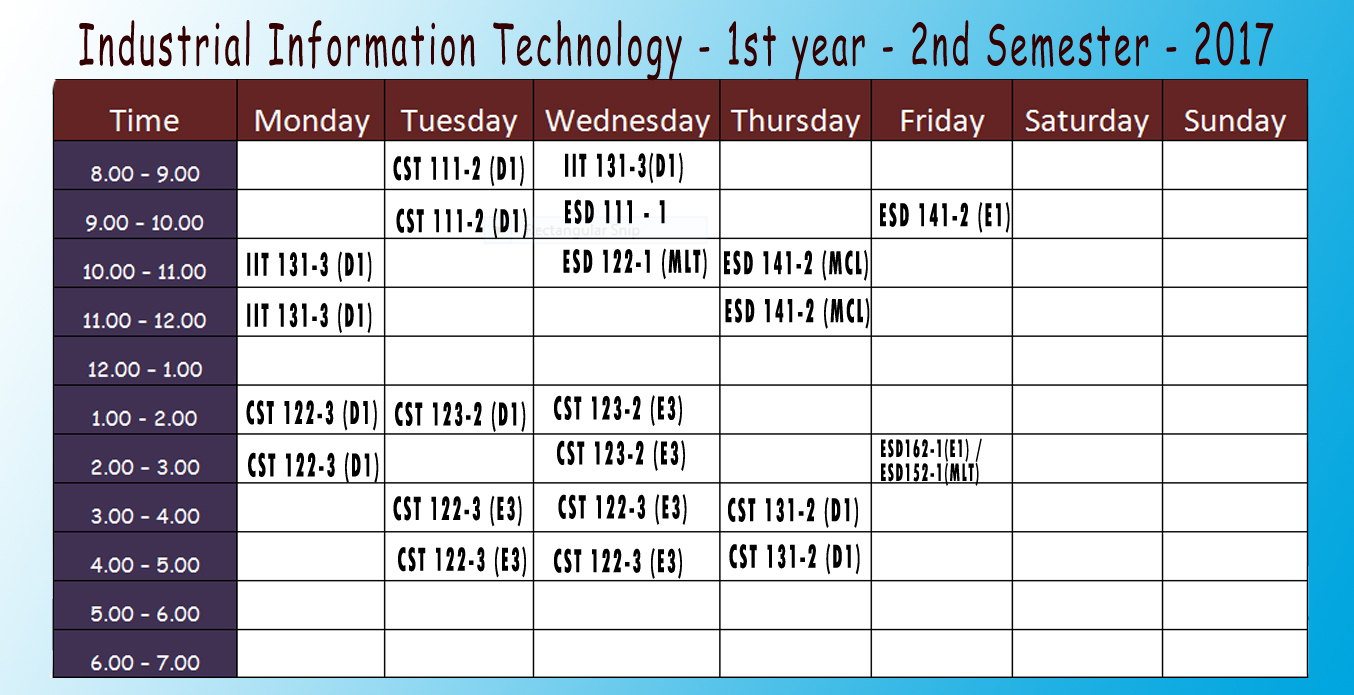 Industrial Information Technology - 1st year - 2nd Semester - 2017
Time Monday Tuesday Wednesday Thursday Friday Saturday Sunday
8.00 - 9.00 CST 111-2 (D1) IIT 131-3(D1)
9.00 - 10.00 CST 111-2 (D1) ESD 111 - 1 ESD 141-2 (E1)
Rectangular Snip
10.00 - 11.00 IIT 131-3 (D1) ESD 122-1 (MLT) ESD 141-2 (MCL)
11.00 - 12.00 IIT 131-3 (D1) ESD 141-2 (MCL)
12.00 - 1.00
1.00 - 2.00 CST 122-3 (D1) CST 123-2 (D1) CST 123-2 (E3)
2.00 - 3.00 CST 122-3 (D1) CST 123-2 (E3) ESD162-1(E1) /
ESD152-1(MLT)
3.00 - 4.00 CST 122-3 (E3) CST 122-3 (E3) CST 131-2 (D1)
4.00 - 5.00 CST 122-3 (E3) CST 122-3 (E3) CST 131-2 (D1)
5.00 - 6.00
6.00 - 7.00